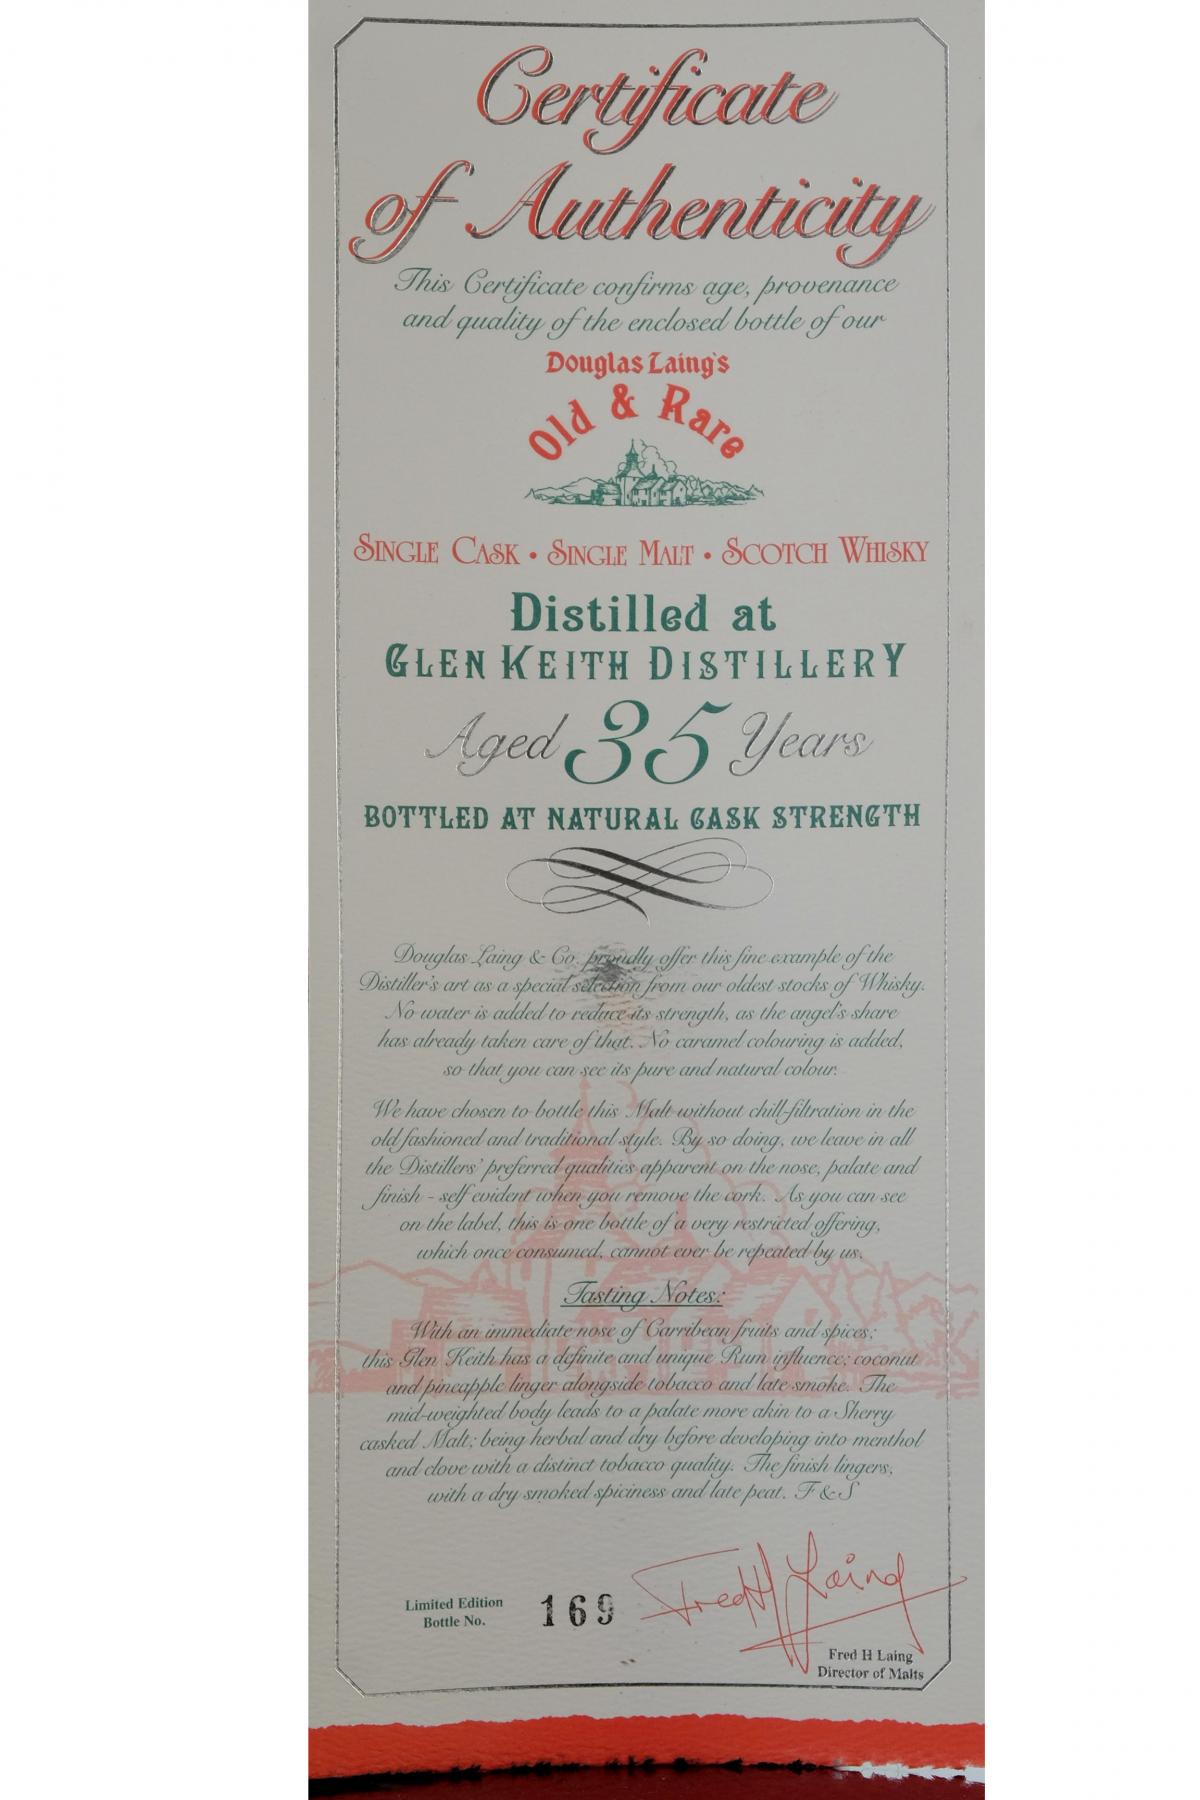 Certificate
of Authenticity
This Certificate confirms age, provenance
and quality of the enclosed bottle of our
Douglas Laing's
Old & Rare
SINGLE CASK • SINGLE MALT • SCOTCH WHISKY
Distilled at
GLEN KEITH DISTILLERY
Aged 35 Years
BOTTLED AT NATURAL CASK STRENGTH
Douglas Laing & Co. proudly offer this fine example of the
Distiller's art as a special selection from our oldest stocks of Whisky.
No water is added to reduce its strength, as the angel's share
has already taken care of that. No caramel colouring is added,
so that you can see its pure and natural colour.
We have chosen to bottle this Malt without chill-filtration in the
old fashioned and traditional style. By so doing, we leave in all
the Distillers' preferred qualities apparent on the nose, palate and
finish - self evident when you remove the cork. As you can see
on the label, this is one bottle of a very restricted offering,
which once consumed, cannot ever be repeated by us.
Tasting Notes:
With an immediate nose of Carribean fruits and spices;
this Glen Keith has a definite and unique Rum influence; coconut
and pineapple linger alongside tobacco and late smoke. The
mid-weighted body leads to a palate more akin to a Sherry
casked Malt; being herbal and dry before developing into menthol
and clove with a distinct tobacco quality. The finish lingers,
with a dry smoked spiciness and late peat. F & S
Fred H Laing
Limited Edition
Bottle No. 169
Fred H Laing
Director of Malts